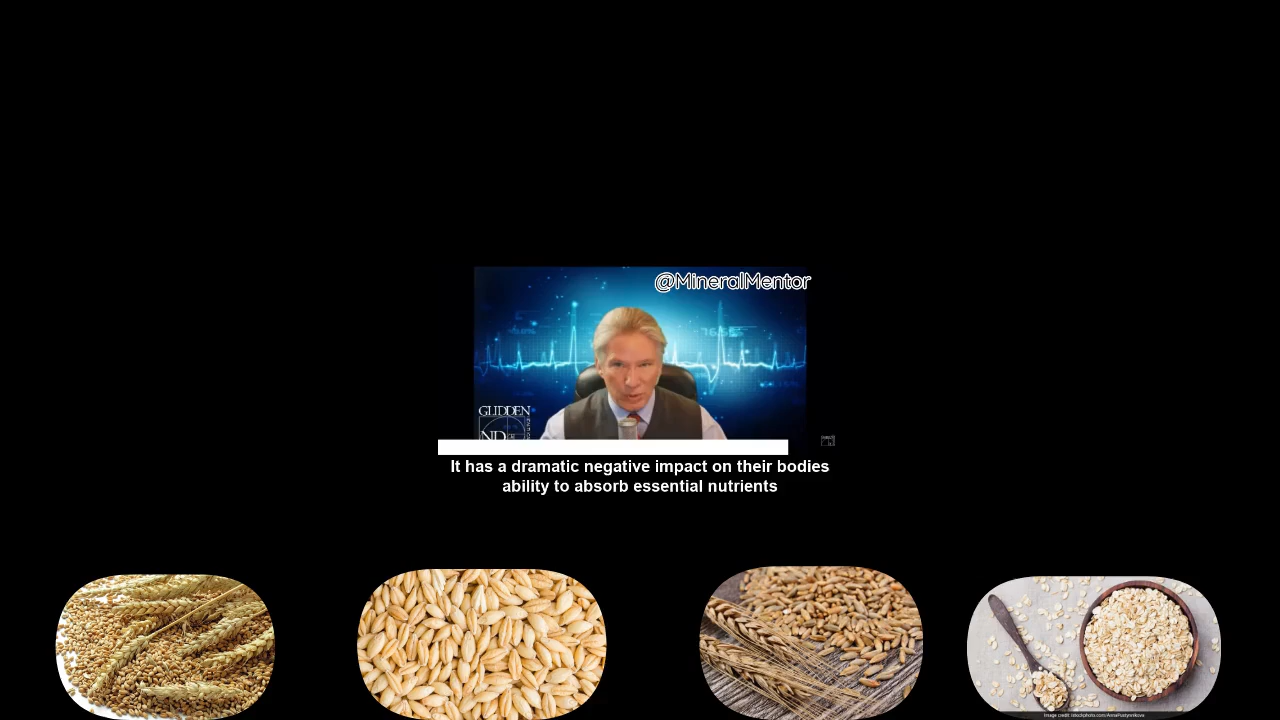 @MineralMentor
GLIDDEN
ND
It has a dramatic negative impact on their bodies
ability to absorb essential nutrients